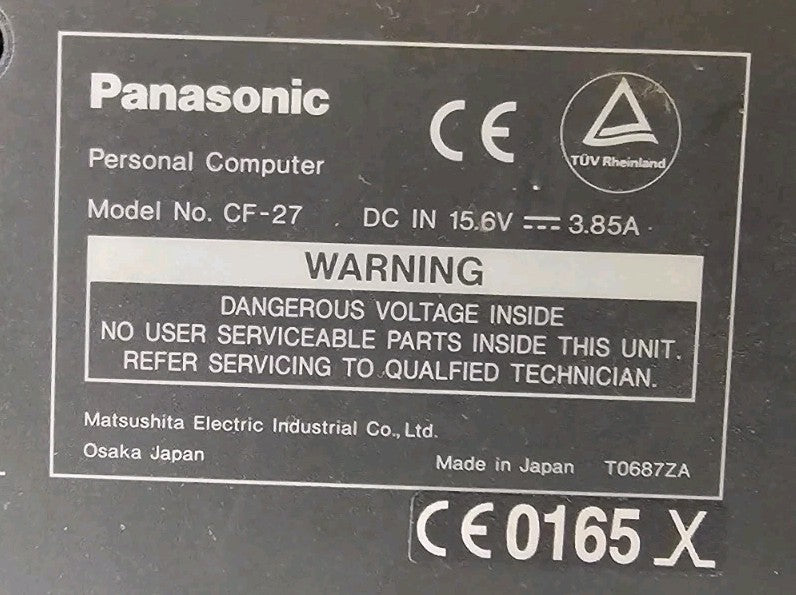 Panasonic
CE
TÜV Rheinland
Personal Computer
Model No. CF-27 DC IN 15.6V ⎓ 3.85A
WARNING
DANGEROUS VOLTAGE INSIDE
NO USER SERVICEABLE PARTS INSIDE THIS UNIT.
REFER SERVICING TO QUALFIED TECHNICIAN.
Matsushita Electric Industrial Co., Ltd.
Osaka Japan
Made in Japan T0687ZA
CE0165 X